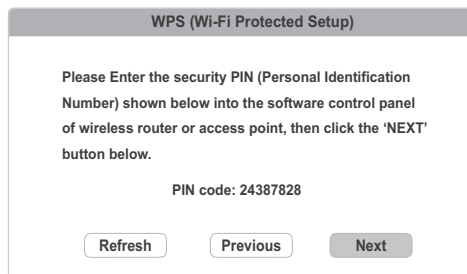 WPS (Wi-Fi Protected Setup)
Please Enter the security PIN (Personal Identification
Number) shown below into the software control panel
of wireless router or access point, then click the ‘NEXT’
button below.
PIN code: 24387828
Refresh Previous Next